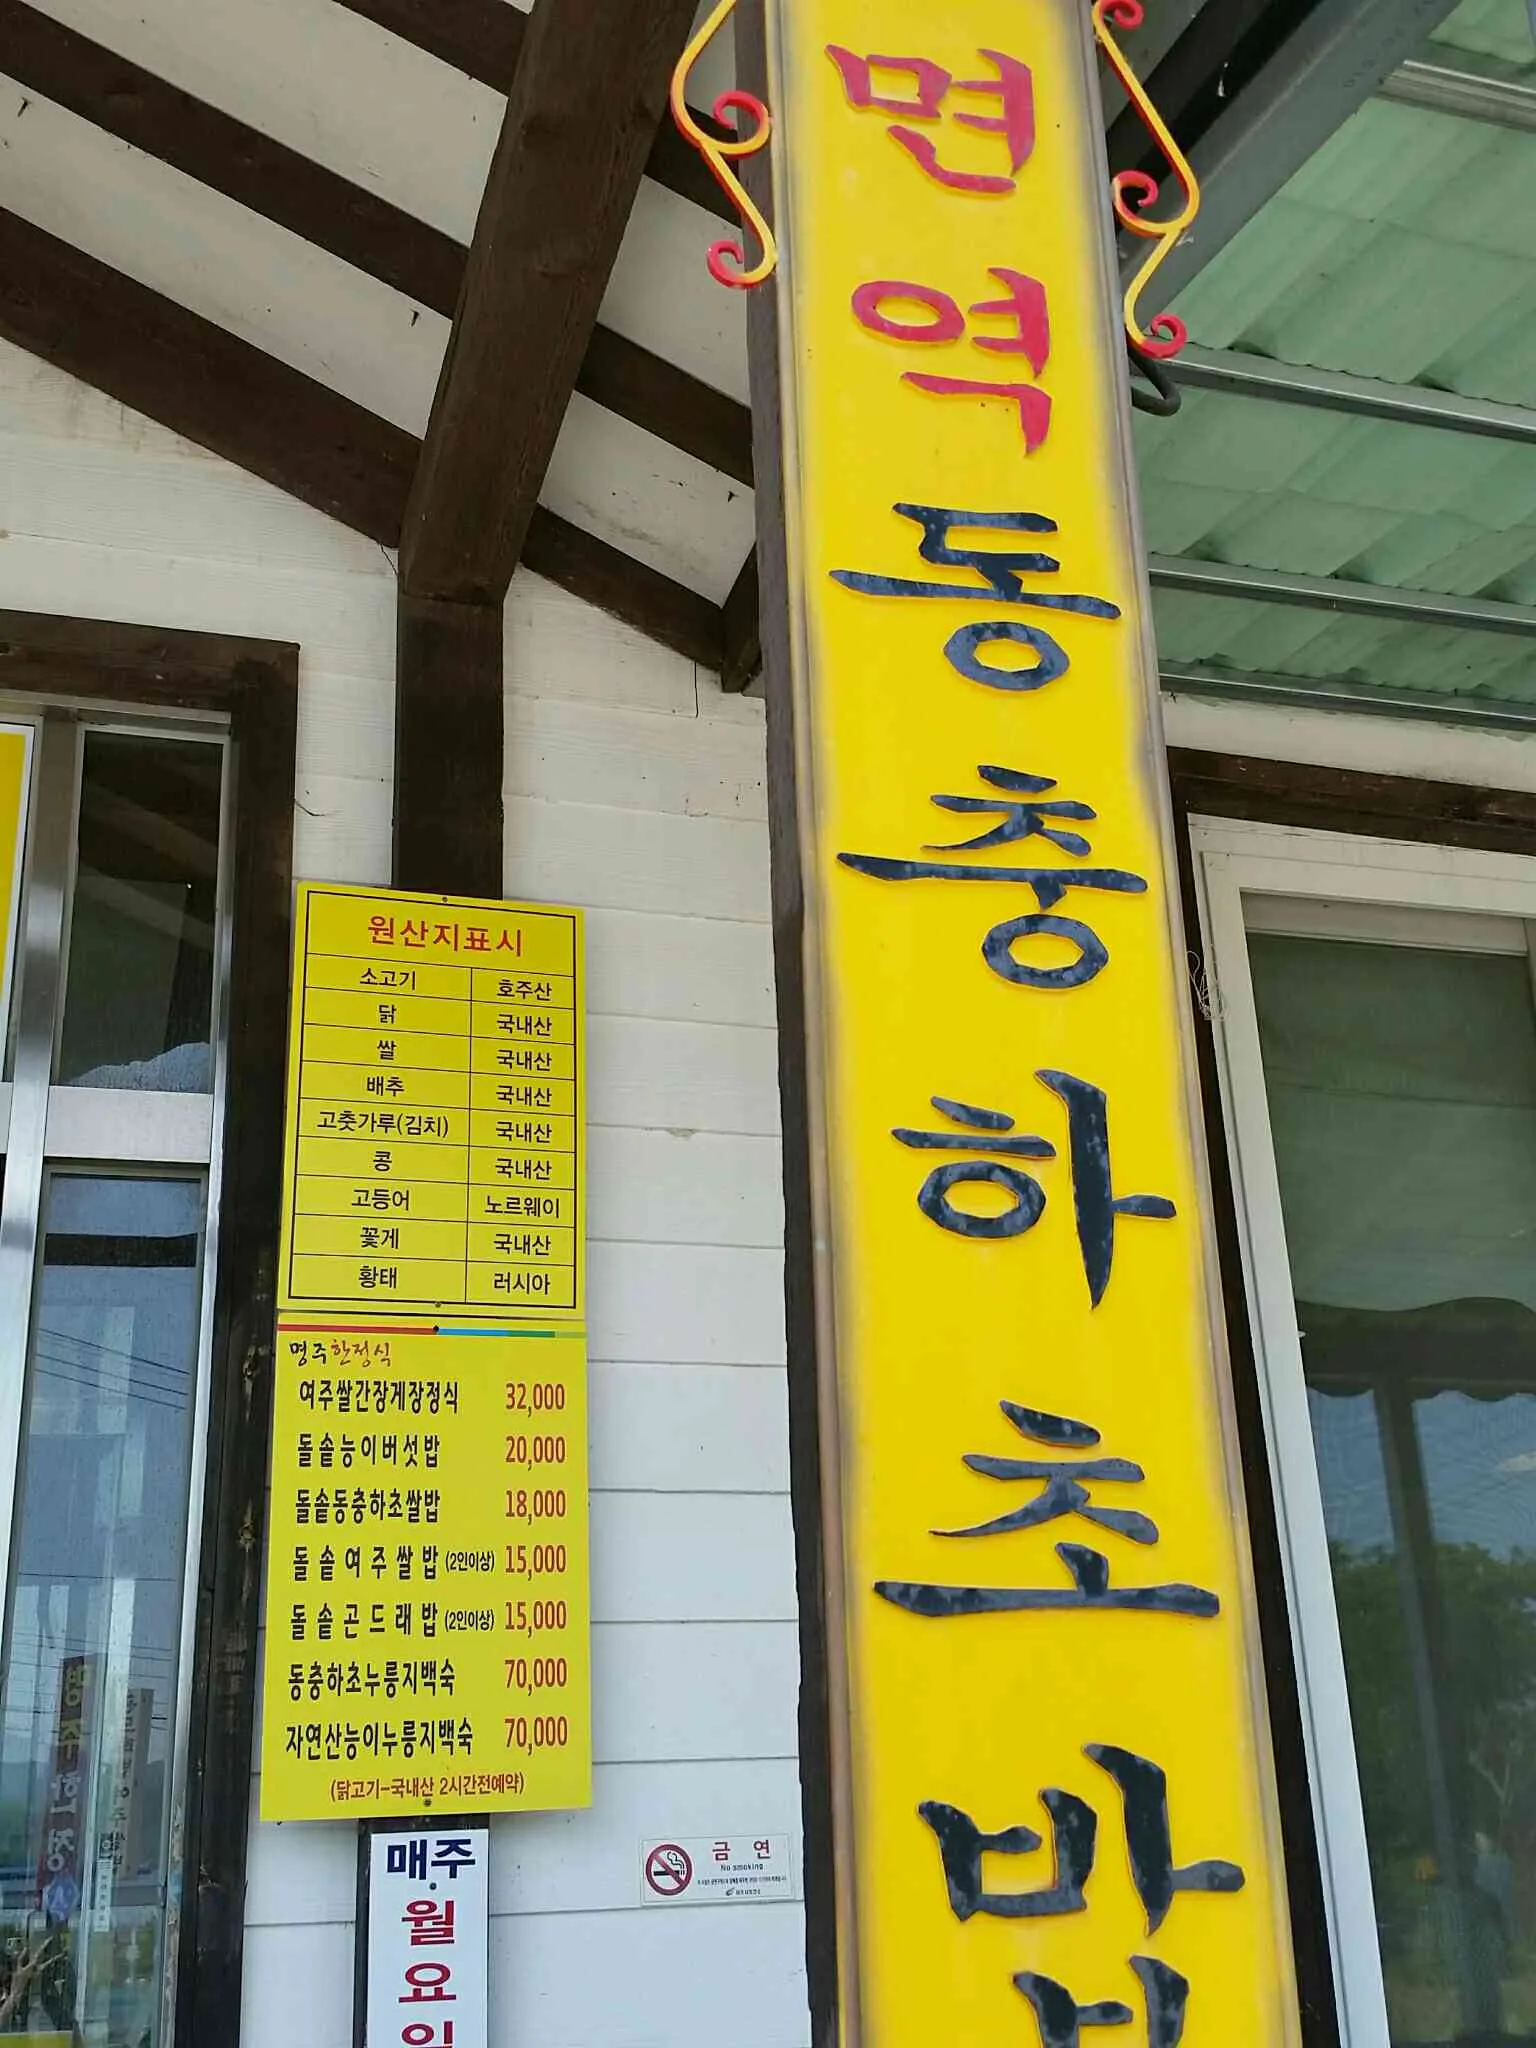 면역동충하초밥
원산지표시
소고기 호주산
닭 국내산
쌀 국내산
배추 국내산
고춧가루(김치) 국내산
콩 국내산
고등어 노르웨이
꽃게 국내산
황태 러시아
명주한정식
여주쌀간장게장정식 32,000
돌솥능이버섯밥 20,000
돌솥동충하초쌀밥 18,000
돌솥여주쌀밥 (2인이상) 15,000
돌솥곤드래밥 (2인이상) 15,000
동충하초누릉지백숙 70,000
자연산능이누릉지백숙 70,000
(닭고기-국내산 2시간전예약)
매주
월
요
일
금연
No smoking